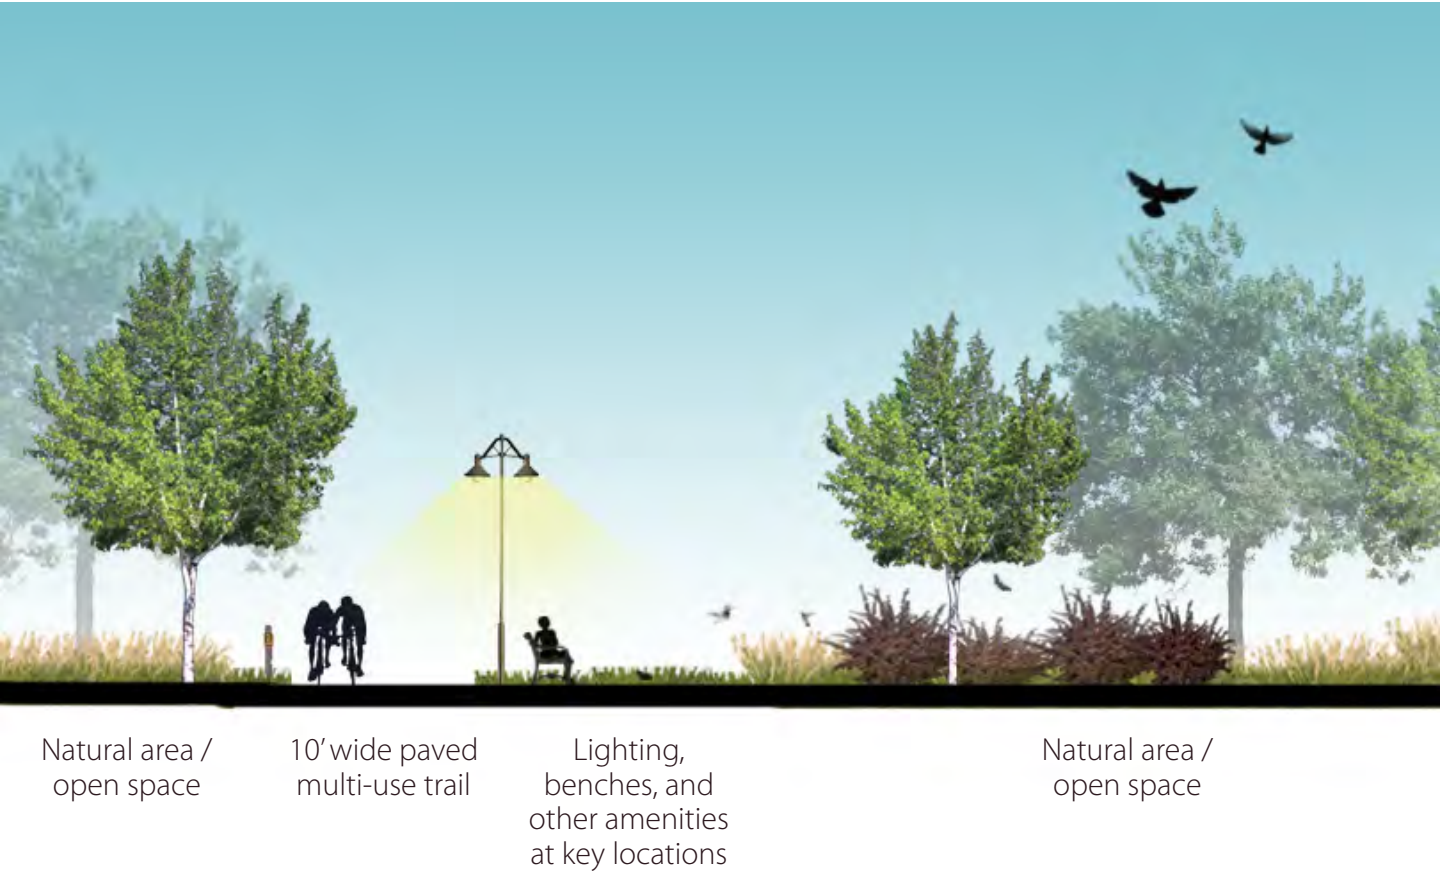 Natural area /
open space
10’ wide paved
multi-use trail
Lighting,
benches, and
other amenities
at key locations
Natural area /
open space